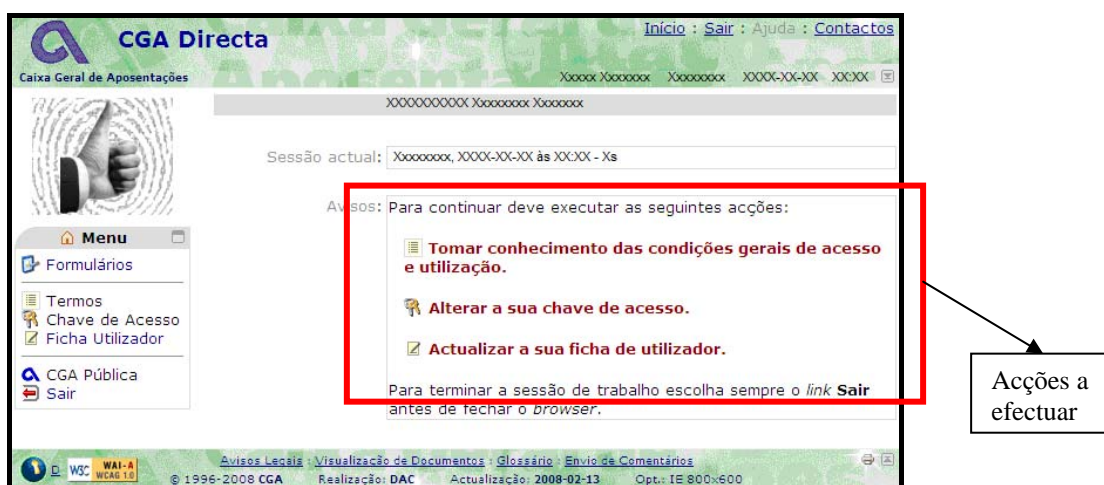 CGA Directa
Início : Sair : Ajuda : Contactos
Caixa Geral de Aposentações
Xxxxx Xxxxxxx Xxxxxxxx XXXX-XX-XX XX:XX
XXXXXXXXXX Xxxxxxxx Xxxxxxx
Sessão actual: Xxxxxxxx, XXXX-XX-XX às XX:XX - Xs
Avisos: Para continuar deve executar as seguintes acções:
Tomar conhecimento das condições gerais de acesso
e utilização.
Alterar a sua chave de acesso.
Actualizar a sua ficha de utilizador.
Para terminar a sessão de trabalho escolha sempre o link Sair
antes de fechar o browser.
Menu
Formulários
Termos
Chave de Acesso
Ficha Utilizador
CGA Pública
Sair
Acções a
efectuar
D W3C WAI-A
WCAG 1.0
Avisos Legais : Visualização de Documentos : Glossário : Envio de Comentários
© 1996-2008 CGA Realização: DAC Actualização: 2008-02-13 Opt.: IE 800x600